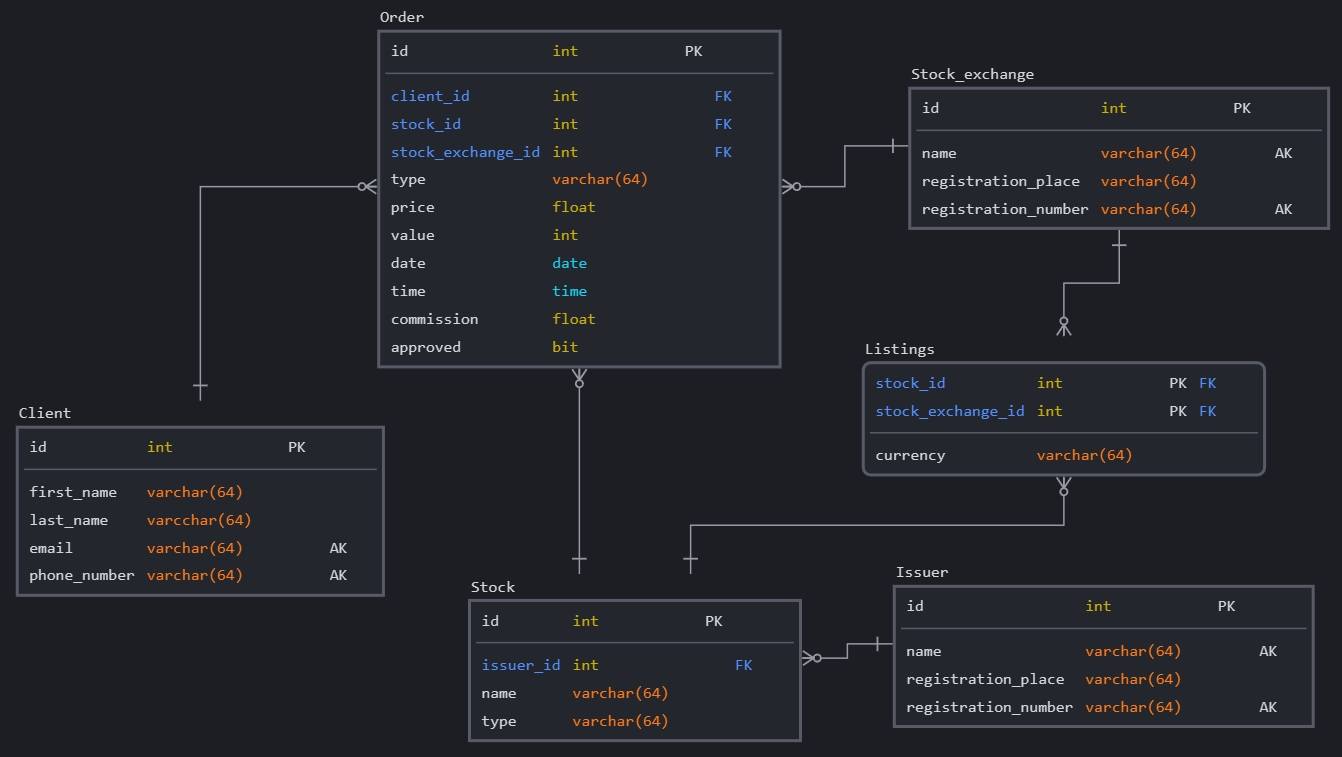 Order
id int PK
client_id int FK
stock_id int FK
stock_exchange_id int FK
type varchar(64)
price float
value int
date date
time time
commission float
approved bit
Stock_exchange
id int PK
name varchar(64) AK
registration_place varchar(64)
registration_number varchar(64) AK
Listings
stock_id int PK FK
stock_exchange_id int PK FK
currency varchar(64)
Client
id int PK
first_name varchar(64)
last_name varcchar(64)
email varchar(64) AK
phone_number varchar(64) AK
Stock
id int PK
issuer_id int FK
name varchar(64)
type varchar(64)
Issuer
id int PK
name varchar(64) AK
registration_place varchar(64)
registration_number varchar(64) AK